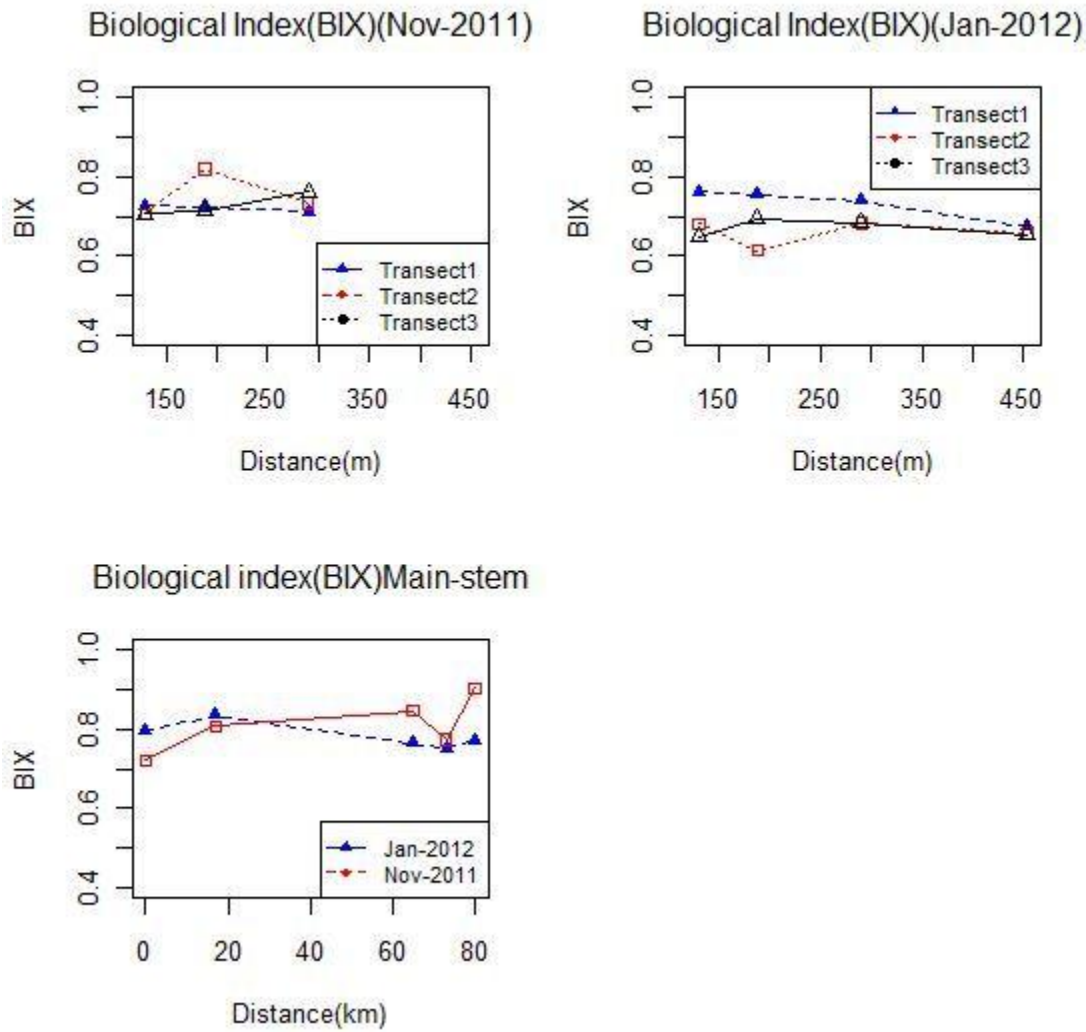 Biological Index(BIX)(Nov-2011)
BIX
1.0
0.8
0.6
0.4
Transect1
Transect2
Transect3
150 250 350 450
Distance(m)
Biological Index(BIX)(Jan-2012)
BIX
1.0
0.8
0.6
0.4
Transect1
Transect2
Transect3
150 250 350 450
Distance(m)
Biological index(BIX)Main-stem
BIX
1.0
0.8
0.6
0.4
Jan-2012
Nov-2011
0 20 40 60 80
Distance(km)